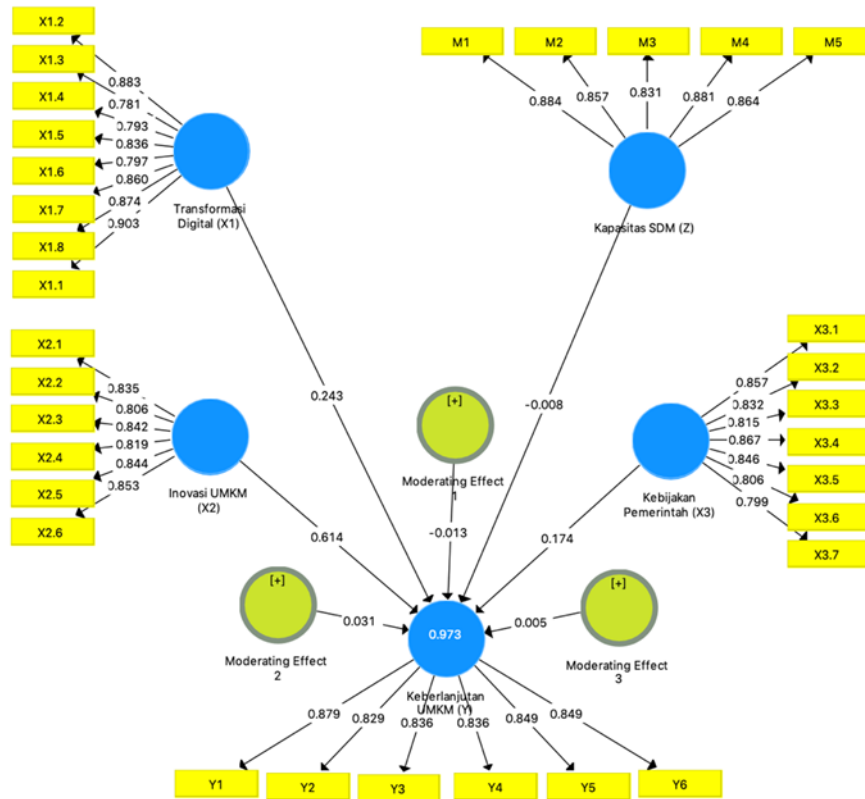 X1.2
X1.3
X1.4
X1.5
X1.6
X1.7
X1.8
X1.1
0.883
0.781
0.793
0.836
0.797
0.860
0.874
0.903
Transformasi
Digital (X1)
M1
M2
M3
M4
M5
0.884
0.857
0.831
0.881
0.864
Kapasitas SDM (Z)
X2.1
X2.2
X2.3
X2.4
X2.5
X2.6
0.835
0.806
0.842
0.819
0.844
0.853
Inovasi UMKM
(X2)
0.243
-0.008
[+]
Moderating Effect
1
-0.013
X3.1
X3.2
X3.3
X3.4
X3.5
X3.6
X3.7
0.857
0.832
0.815
0.867
0.846
0.806
0.799
Kebijakan
Pemerintah (X3)
0.614
0.174
[+]
Moderating Effect
2
0.031
0.973
Keberlanjutan
UMKM (Y)
0.005
[+]
Moderating Effect
3
0.879
0.829
0.836
0.836
0.849
0.849
Y1
Y2
Y3
Y4
Y5
Y6